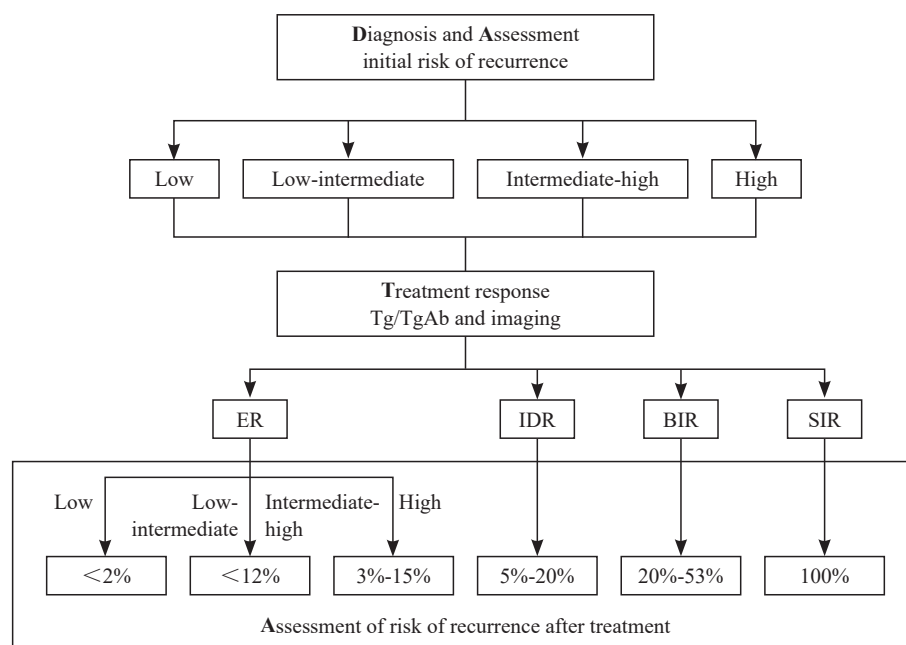 Diagnosis and Assessment
initial risk of recurrence
Low
Low-intermediate
Intermediate-high
High
Treatment response
Tg/TgAb and imaging
ER
IDR
BIR
SIR
Low
Low-
intermediate
Intermediate-
high
High
<2%
<12%
3%-15%
5%-20%
20%-53%
100%
Assessment of risk of recurrence after treatment